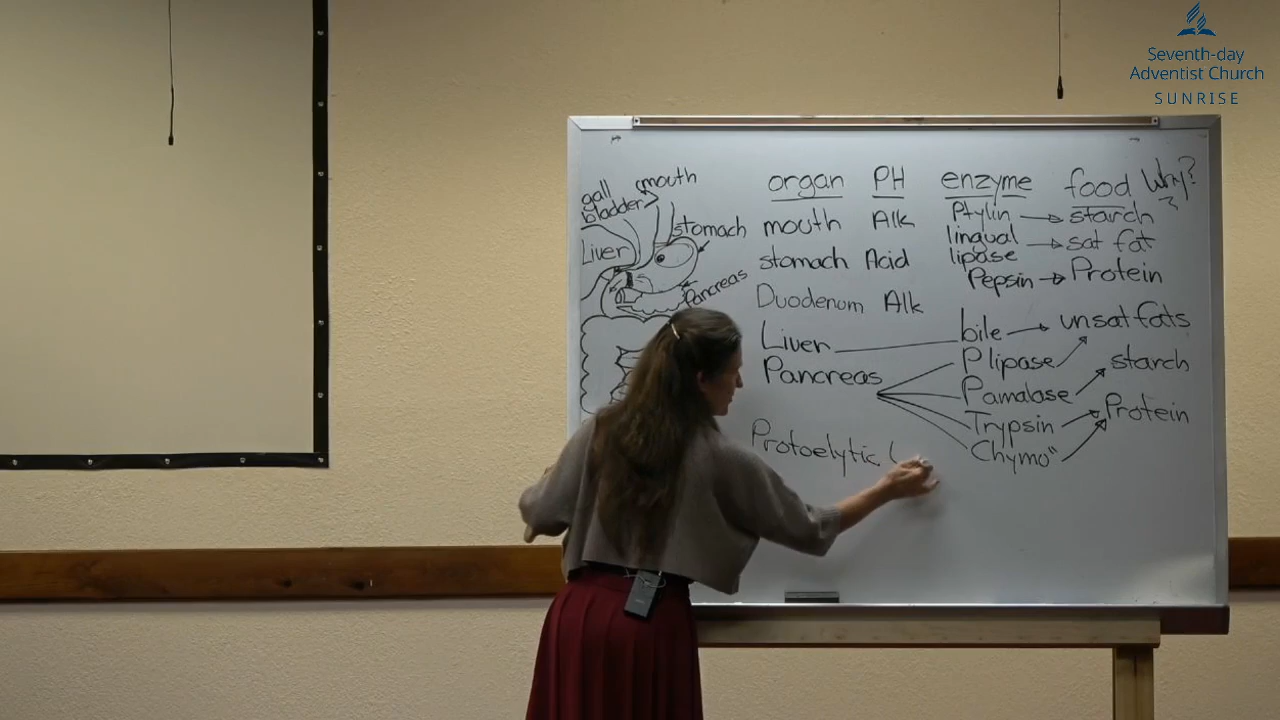 Seventh-day
Adventist Church
SUNRISE
mouth
gall
bladder
stomach
Liver
Pancreas
organ PH enzyme food Why?
mouth Alk Ptylin starch
lingual lipase sat fat
stomach Acid Pepsin Protein
Duodenum Alk
Liver bile unsat fats
Pancreas P lipase
Pamalase starch
Trypsin Protein
Chymo"
Protoelytic (